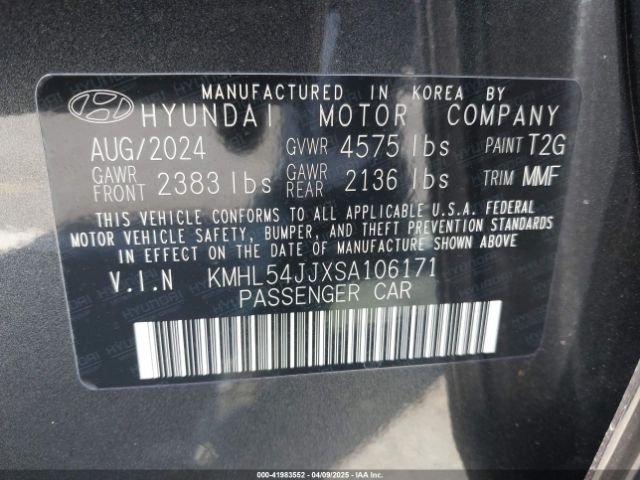 MANUFACTURED IN KOREA BY
HYUNDAI MOTOR COMPANY
AUG/2024 GVWR 4575 lbs PAINT T2G
GAWR FRONT 2383 lbs GAWR REAR 2136 lbs TRIM MMF
THIS VEHICLE CONFORMS TO ALL APPLICABLE U.S.A. FEDERAL
MOTOR VEHICLE SAFETY, BUMPER, AND THEFT PREVENTION STANDARDS
IN EFFECT ON THE DATE OF MANUFACTURE SHOWN ABOVE
V.I.N KMHL54JJXSA106171
PASSENGER CAR
000-41983552 | 04/09/2025 - IAAI.COM